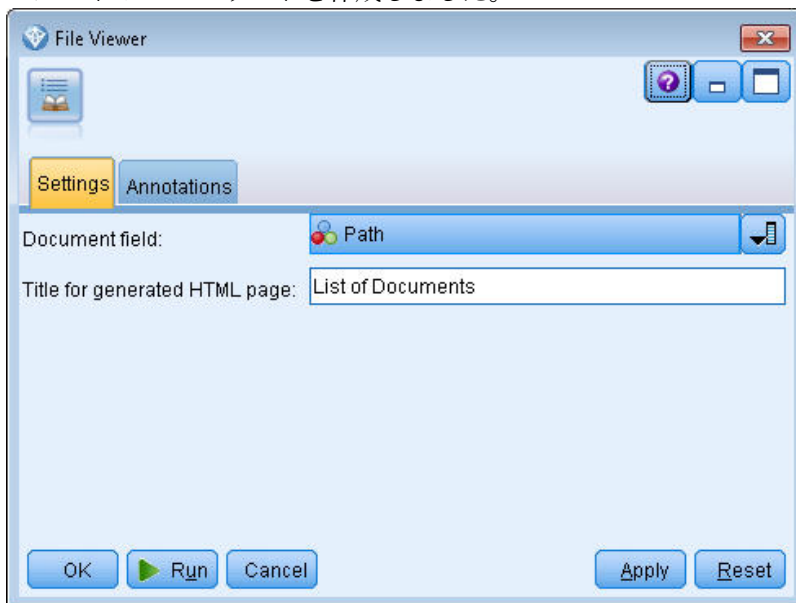 File Viewer
Settings Annotations
Document field: Path
Title for generated HTML page: List of Documents
OK Run Cancel Apply Reset